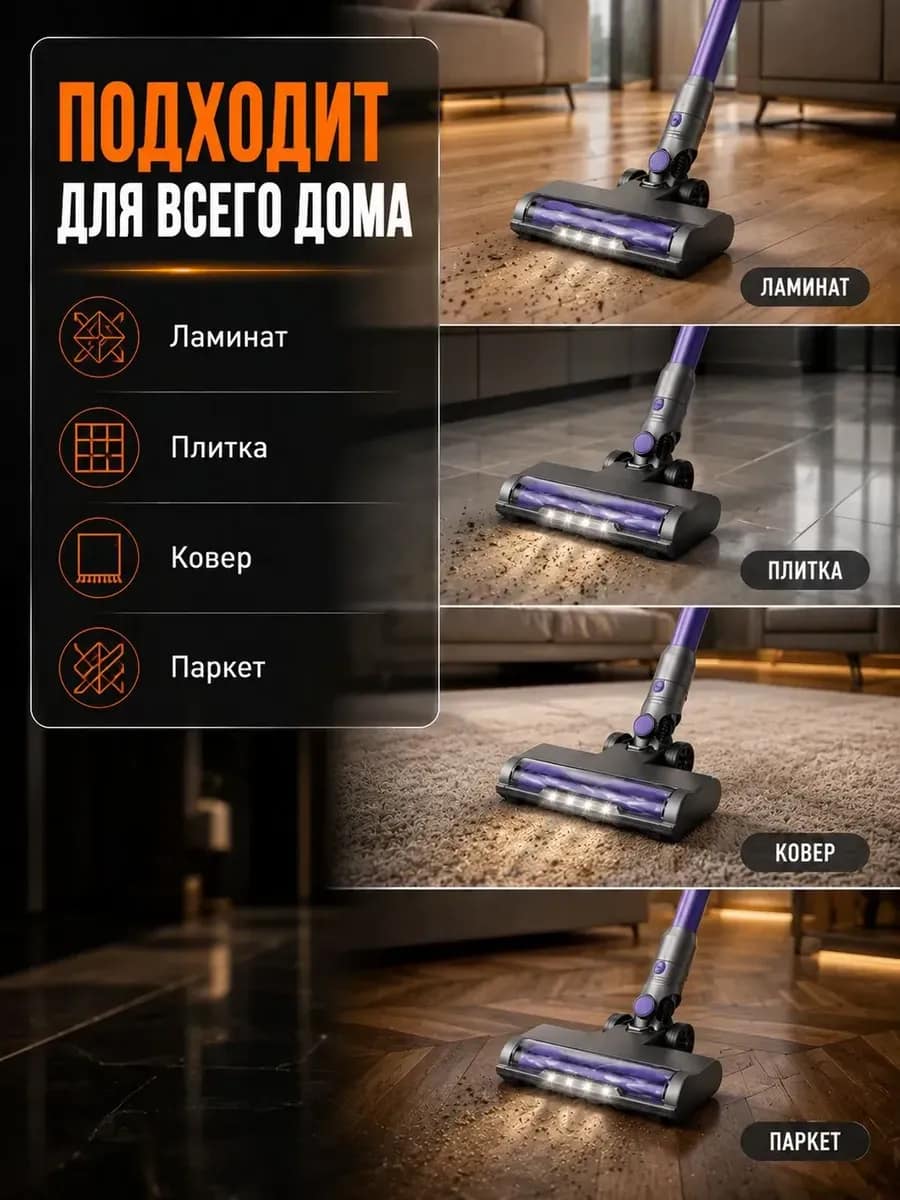 ПОДХОДИТ
ДЛЯ ВСЕГО ДОМА
Ламинат
Плитка
Ковер
Паркет
ЛАМИНАТ
ПЛИТКА
КОВЕР
ПАРКЕТ